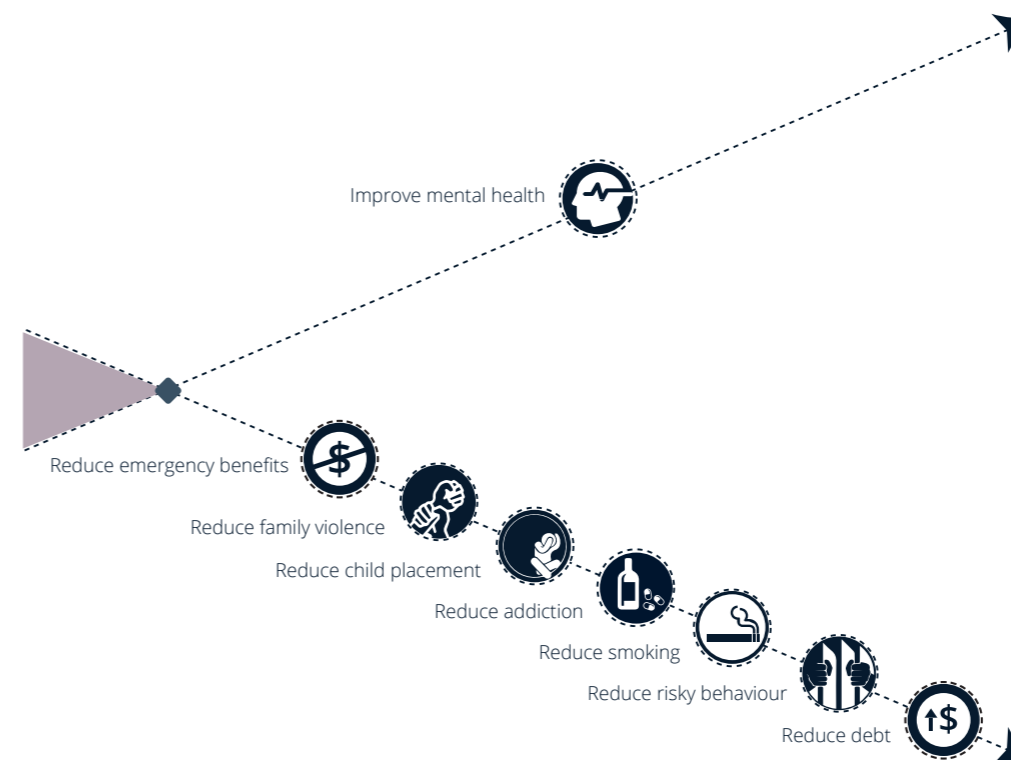 Improve mental health
Reduce emergency benefits
$
Reduce family violence
Reduce child placement
Reduce addiction
Reduce smoking
Reduce risky behaviour
Reduce debt
$